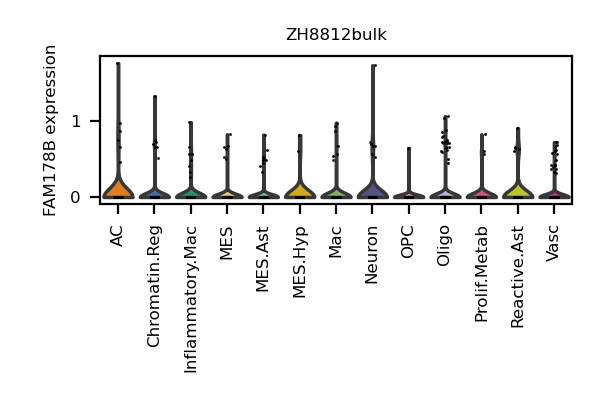 ZH8812bulk
FAM178B expression
1
0
AC
Chromatin.Reg
Inflammatory.Mac
MES
MES.Ast
MES.Hyp
Mac
Neuron
OPC
Oligo
Prolif.Metab
Reactive.Ast
Vasc